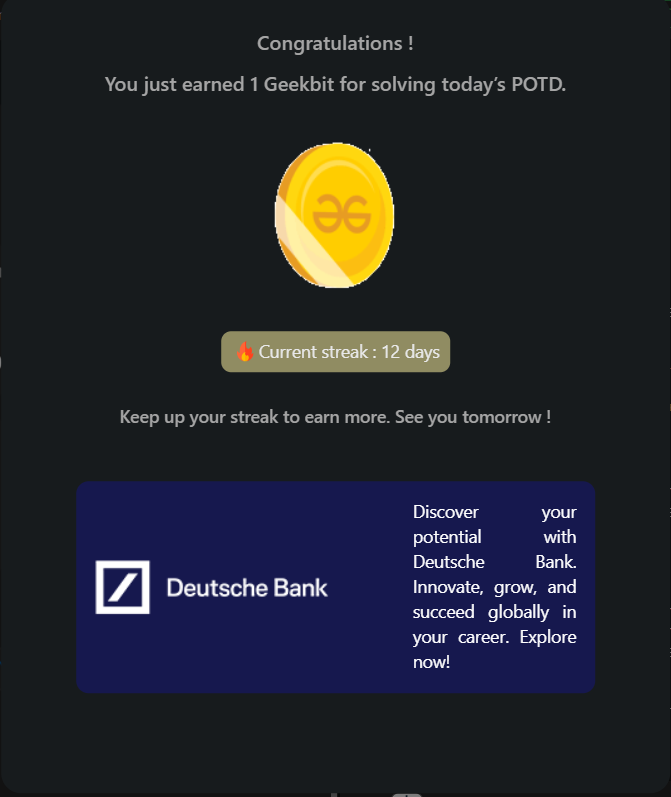 Congratulations !
You just earned 1 Geekbit for solving today’s POTD.
🔥Current streak : 12 days
Keep up your streak to earn more. See you tomorrow !
Deutsche Bank
Discover your
potential with
Deutsche Bank.
Innovate, grow, and
succeed globally in
your career. Explore
now!